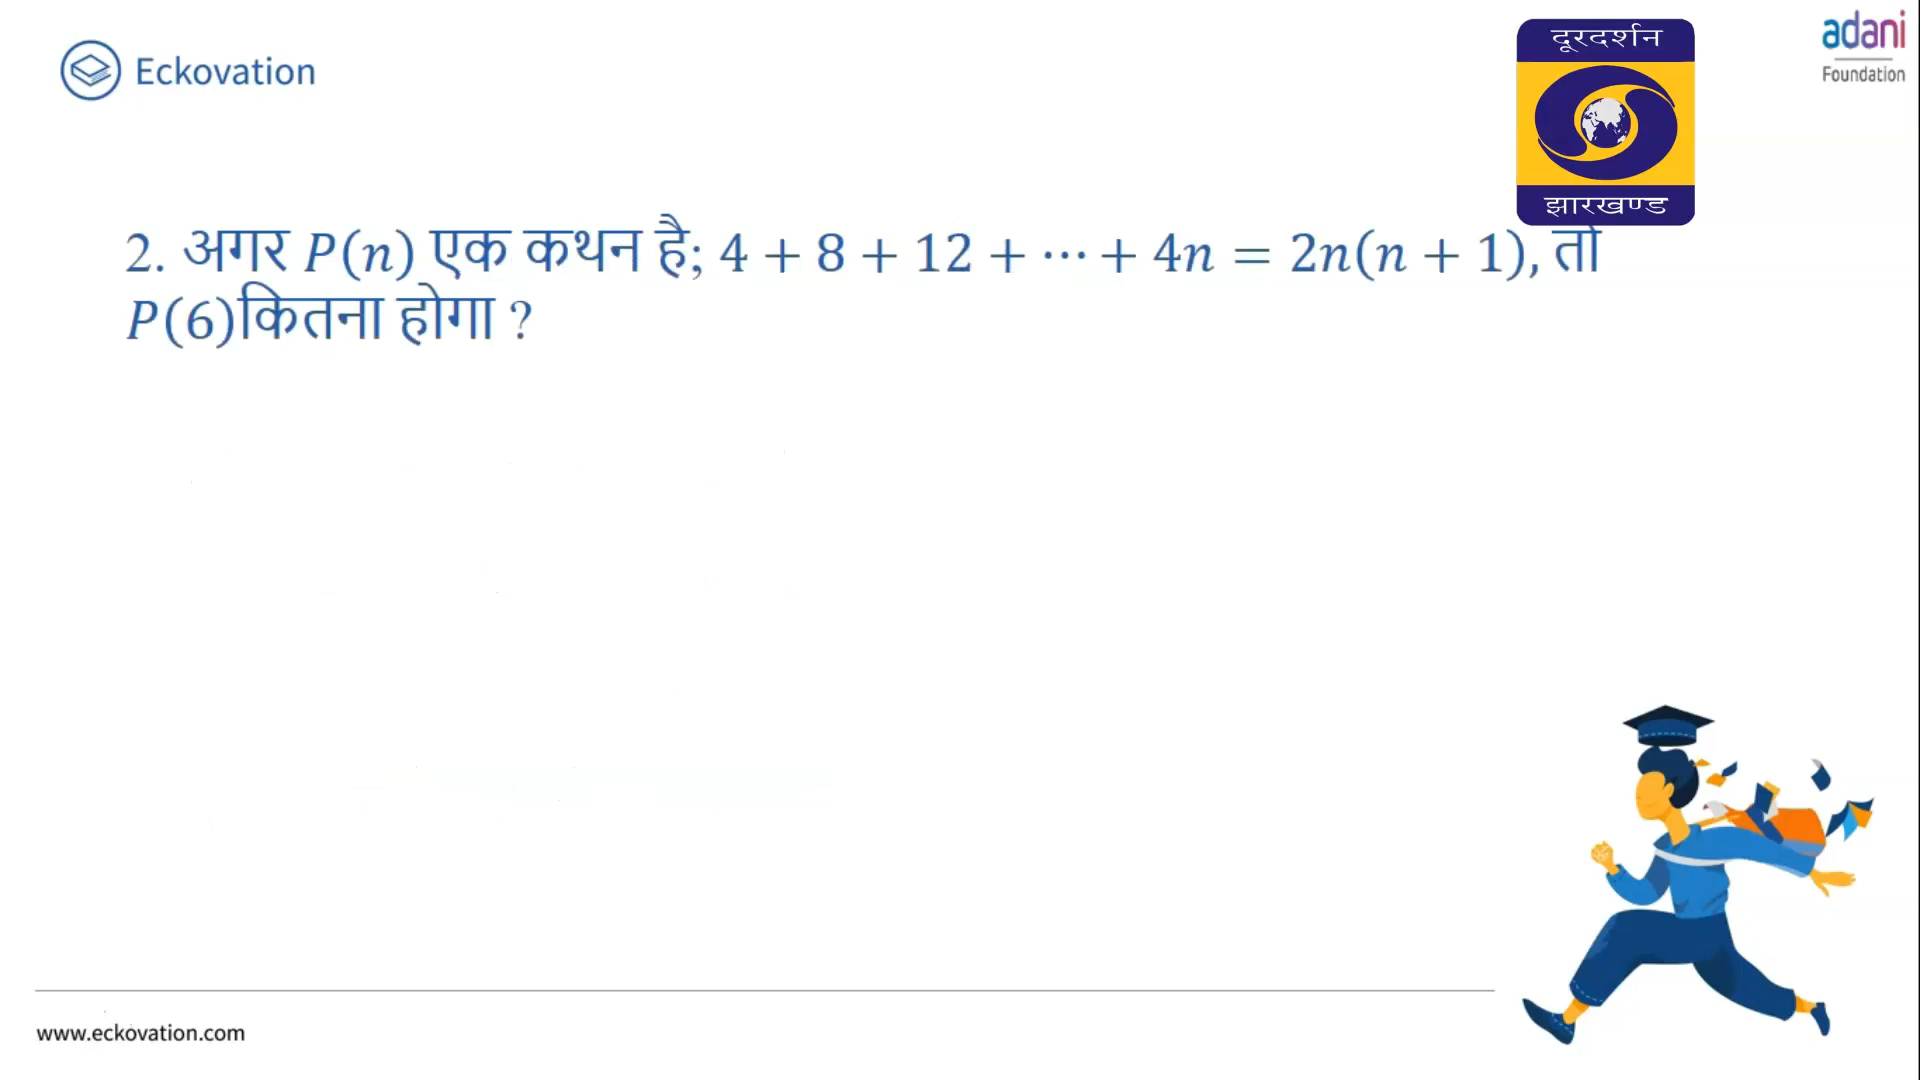 Eckovation
दूरदर्शन
झारखण्ड
adani
Foundation
2. अगर P(n) एक कथन है; 4 + 8 + 12 + ⋯ + 4n = 2n(n + 1), तो
P(6)कितना होगा ?
www.eckovation.com